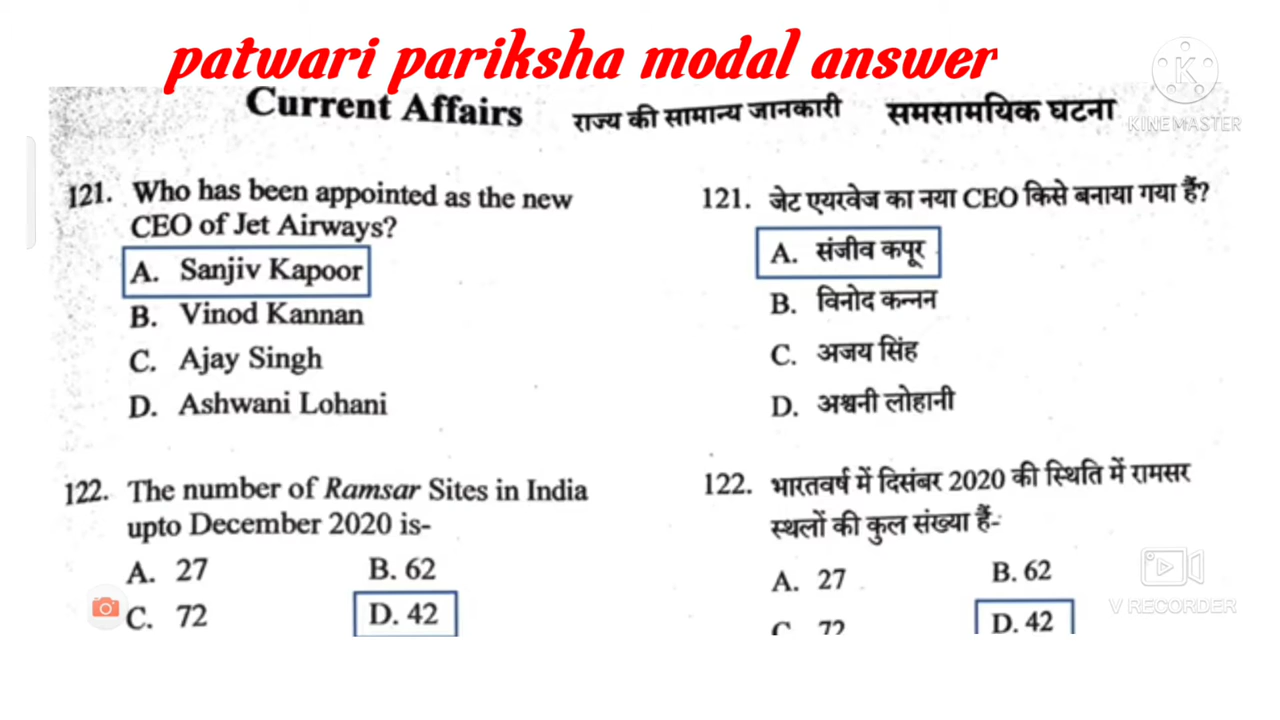 patwari pariksha modal answer
Current Affairs राज्य की सामान्य जानकारी समसामयिक घटना
K
KINEMASTER
121. Who has been appointed as the new
CEO of Jet Airways?
A. Sanjiv Kapoor
B. Vinod Kannan
C. Ajay Singh
D. Ashwani Lohani
122. The number of Ramsar Sites in India
upto December 2020 is-
A. 27 B. 62
C. 72 D. 42
121. जेट एयरवेज का नया CEO किसे बनाया गया हैं?
A. संजीव कपूर
B. विनोद कन्नन
C. अजय सिंह
D. अश्वनी लोहानी
122. भारतवर्ष में दिसंबर 2020 की स्थिति में रामसर
स्थलों की कुल संख्या हैं-
A. 27 B. 62
C. 72 D. 42
V RECORDER